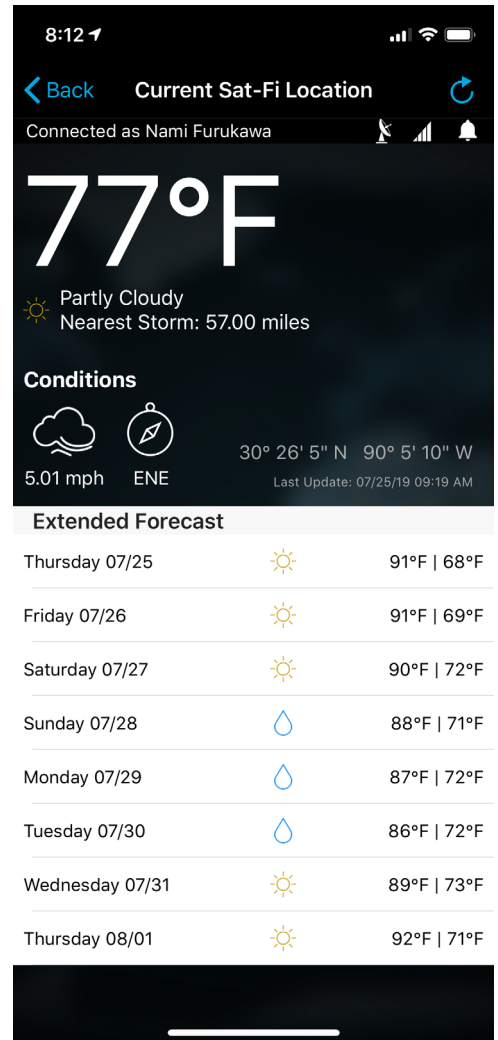 8:12
Back Current Sat-Fi Location
Connected as Nami Furukawa
77°F
Partly Cloudy
Nearest Storm: 57.00 miles
Conditions
30° 26' 5" N 90° 5' 10" W
5.01 mph ENE Last Update: 07/25/19 09:19 AM
Extended Forecast
Thursday 07/25 91°F | 68°F
Friday 07/26 91°F | 69°F
Saturday 07/27 90°F | 72°F
Sunday 07/28 88°F | 71°F
Monday 07/29 87°F | 72°F
Tuesday 07/30 86°F | 72°F
Wednesday 07/31 89°F | 73°F
Thursday 08/01 92°F | 71°F